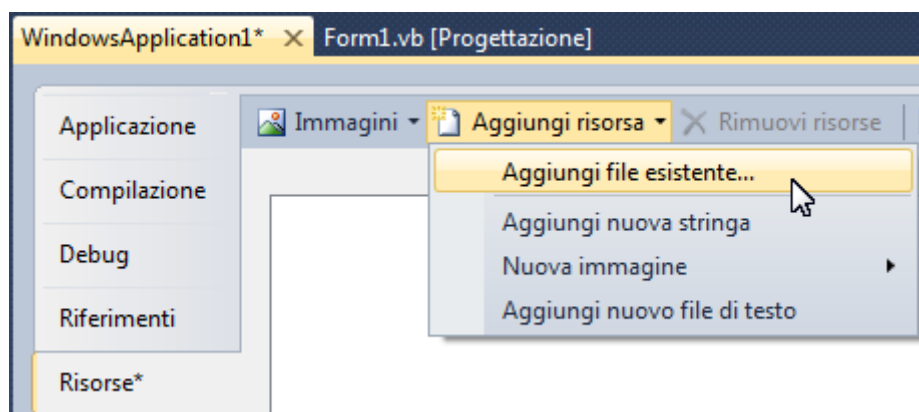 WindowsApplication1* Form1.vb [Progettazione]
Applicazione
Immagini Aggiungi risorsa Rimuovi risorse
Aggiungi file esistente...
Compilazione
Aggiungi nuova stringa
Debug
Nuova immagine
Riferimenti
Aggiungi nuovo file di testo
Risorse*